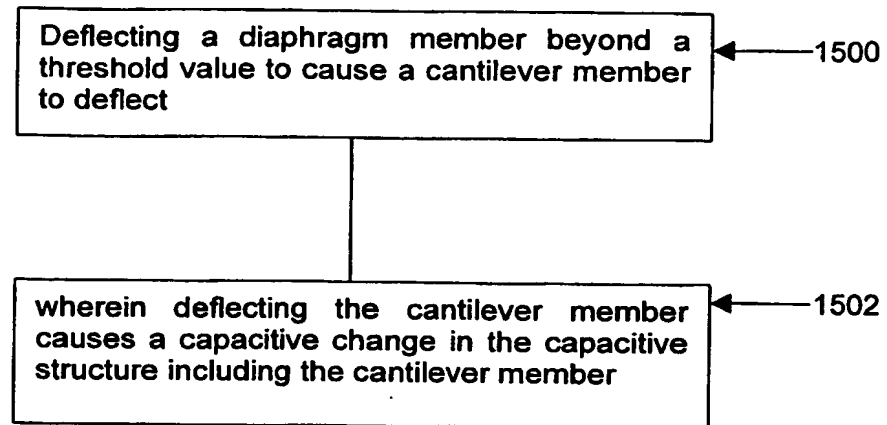 Deflecting a diaphragm member beyond a
threshold value to cause a cantilever member
to deflect
1500
wherein deflecting the cantilever member
causes a capacitive change in the capacitive
structure including the cantilever member
1502